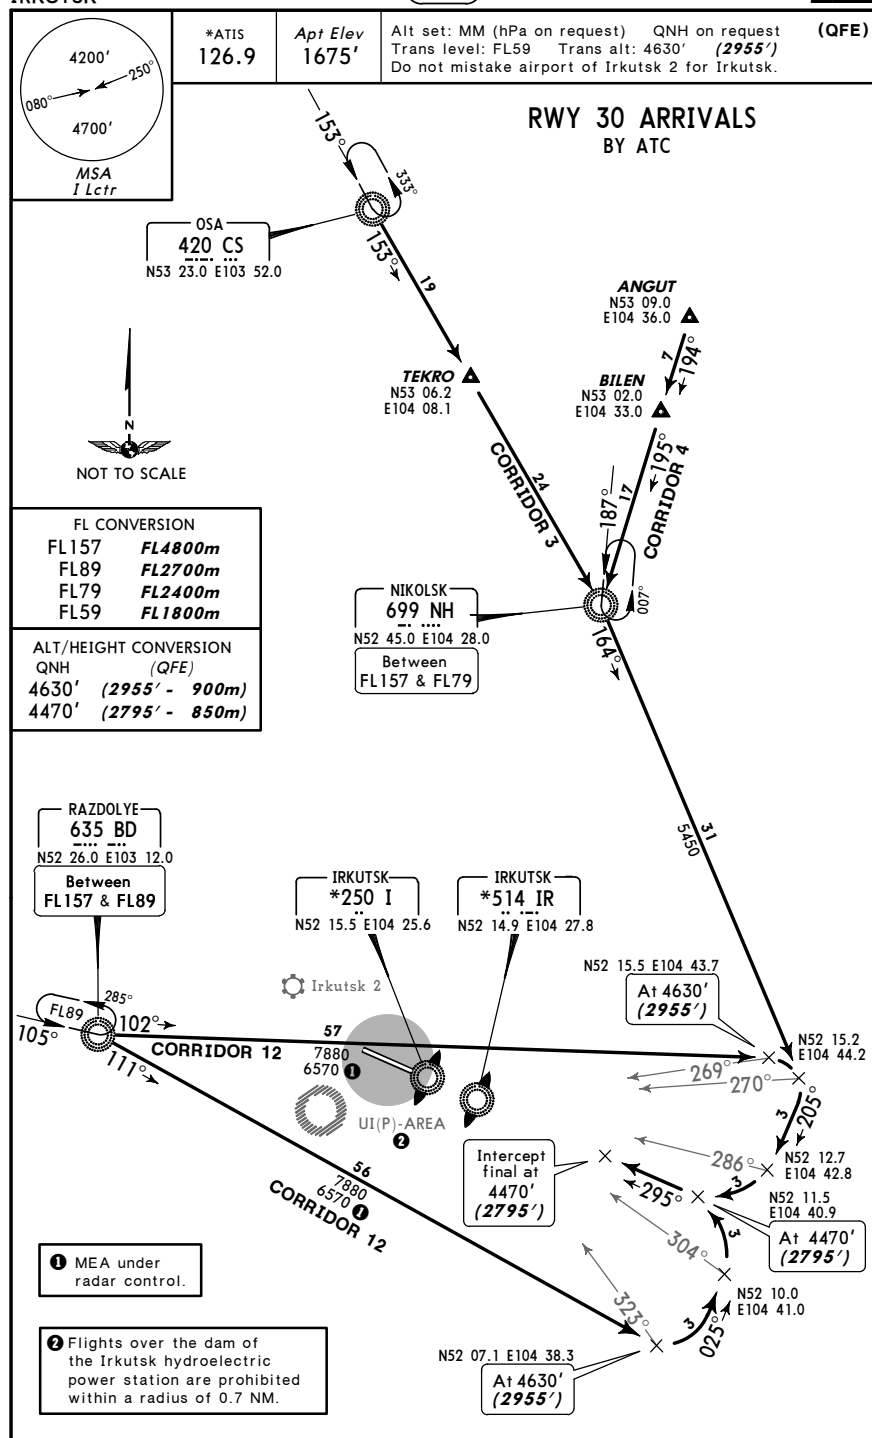 *ATIS
126.9
Apt Elev
1675'
Alt set: MM (hPa on request) QNH on request (QFE)
Trans level: FL59 Trans alt: 4630' (2955')
Do not mistake airport of Irkutsk 2 for Irkutsk.
4200'
250°
080°
4700'
MSA
I Lctr
RWY 30 ARRIVALS
BY ATC
153°
333°
OSA
420 CS
N53 23.0 E103 52.0
153°
19
ANGUT
N53 09.0
E104 36.0
7
194°
TEKRO
N53 06.2
E104 08.1
BILEN
N53 02.0
E104 33.0
N
NOT TO SCALE
24
CORRIDOR 3
195°
17
CORRIDOR 4
187°
007°
FL CONVERSION
FL157 FL4800m
FL89 FL2700m
FL79 FL2400m
FL59 FL1800m
NIKOLSK
699 NH
N52 45.0 E104 28.0
Between
FL157 & FL79
164°
ALT/HEIGHT CONVERSION
QNH (QFE)
4630' (2955' - 900m)
4470' (2795' - 850m)
31
5450
RAZDOLYE
635 BD
N52 26.0 E103 12.0
Between
FL157 & FL89
IRKUTSK
*250 I
N52 15.5 E104 25.6
IRKUTSK
*514 IR
N52 14.9 E104 27.8
N52 15.5 E104 43.7
At 4630'
(2955')
Irkutsk 2
285°
FL89
105°
102°
111°
57
CORRIDOR 12
7880
6570 1
N52 15.2
E104 44.2
269°
270°
205°
3
UI(P)-AREA
2
56
7880
6570 1
CORRIDOR 12
286°
N52 12.7
E104 42.8
3
Intercept
final at
4470'
(2795')
295°
N52 11.5
E104 40.9
At 4470'
(2795')
304°
3
N52 10.0
E104 41.0
323°
3
025°
N52 07.1 E104 38.3
At 4630'
(2955')
1 MEA under
radar control.
2 Flights over the dam of
the Irkutsk hydroelectric
power station are prohibited
within a radius of 0.7 NM.